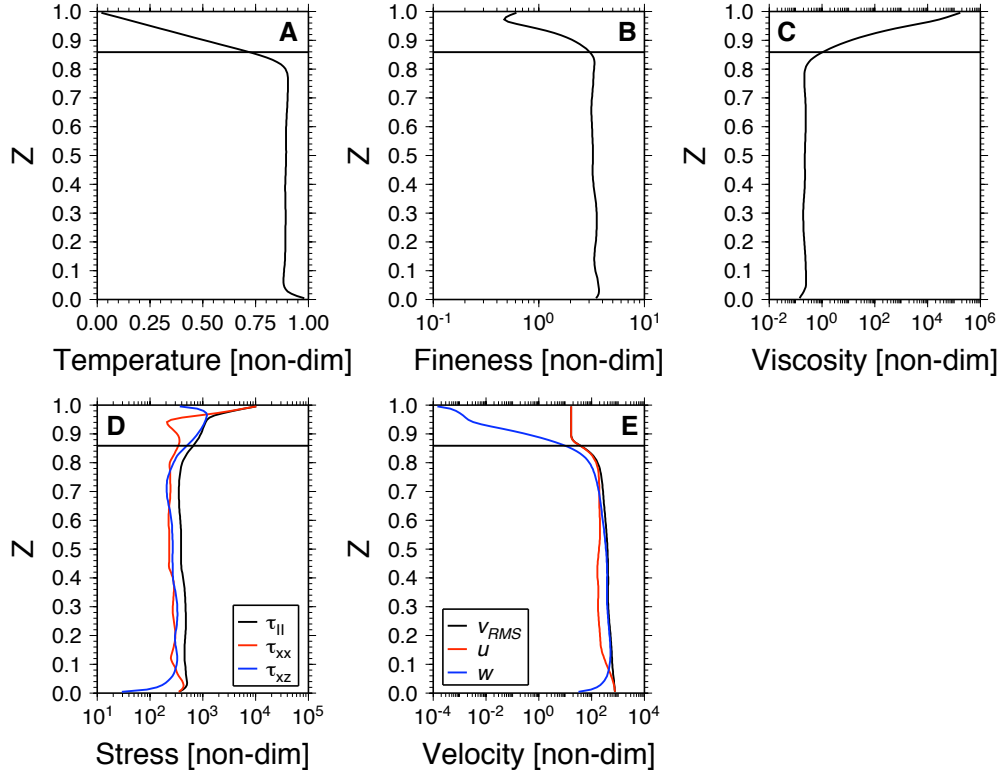 A
B
C
1.0
0.9
0.8
0.7
0.6
0.5
0.4
0.3
0.2
0.1
0.0
Z
0.00 0.25 0.50 0.75 1.00
Temperature [non-dim]
1.0
0.9
0.8
0.7
0.6
0.5
0.4
0.3
0.2
0.1
0.0
Z
10⁻¹ 10⁰ 10¹
Fineness [non-dim]
1.0
0.9
0.8
0.7
0.6
0.5
0.4
0.3
0.2
0.1
0.0
Z
10⁻² 10⁰ 10² 10⁴ 10⁶
Viscosity [non-dim]
D
1.0
0.9
0.8
0.7
0.6
0.5
0.4
0.3
0.2
0.1
0.0
Z
τII
τxx
τxz
10¹ 10² 10³ 10⁴ 10⁵
Stress [non-dim]
E
1.0
0.9
0.8
0.7
0.6
0.5
0.4
0.3
0.2
0.1
0.0
Z
vRMS
u
w
10⁻⁴ 10⁻² 10⁰ 10² 10⁴
Velocity [non-dim]